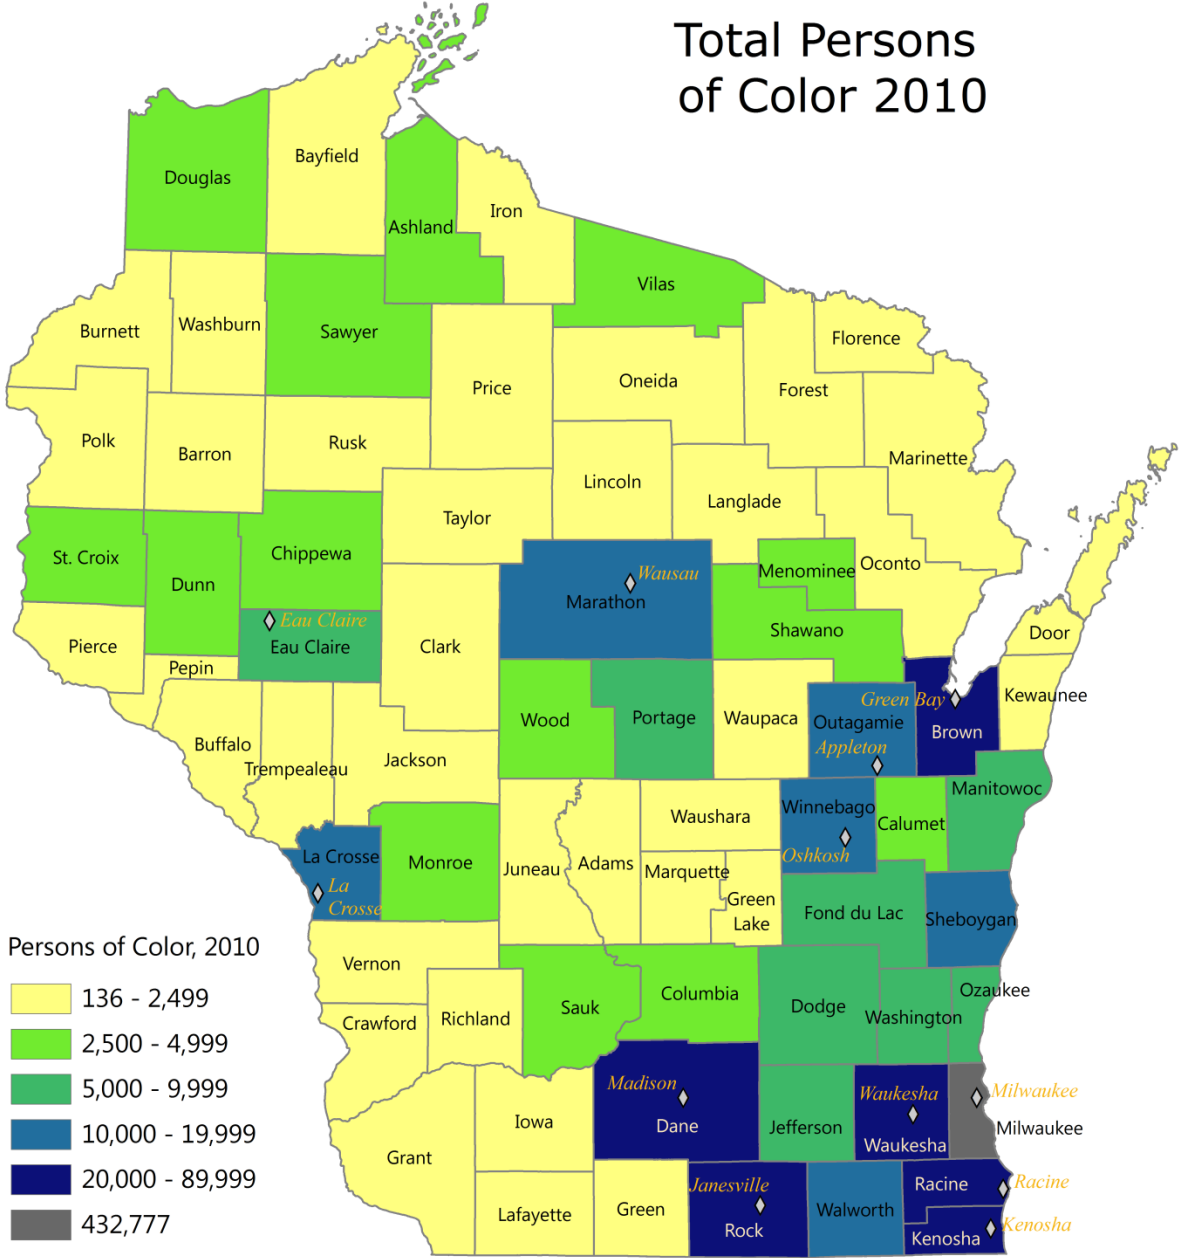 Total Persons
of Color 2010
Douglas
Bayfield
Ashland
Iron
Vilas
Burnett
Washburn
Sawyer
Price
Oneida
Forest
Florence
Polk
Barron
Rusk
Lincoln
Langlade
Marinette
Taylor
St. Croix
Dunn
Chippewa
Wausau
Marathon
Menominee
Oconto
Eau Claire
Eau Claire
Pierce
Pepin
Clark
Shawano
Door
Kewaunee
Green Bay
Brown
Wood
Portage
Waupaca
Outagamie
Appleton
Buffalo
Trempealeau
Jackson
Manitowoc
Waushara
Winnebago
Oshkosh
Calumet
La Crosse
La
Crosse
Monroe
Juneau
Adams
Marquette
Green
Lake
Fond du Lac
Sheboygan
Vernon
Sauk
Columbia
Dodge
Washington
Ozaukee
Crawford
Richland
Madison
Dane
Jefferson
Waukesha
Waukesha
Milwaukee
Milwaukee
Grant
Iowa
Lafayette
Green
Janesville
Rock
Walworth
Racine
Racine
Kenosha
Kenosha
Persons of Color, 2010
136 - 2,499
2,500 - 4,999
5,000 - 9,999
10,000 - 19,999
20,000 - 89,999
432,777